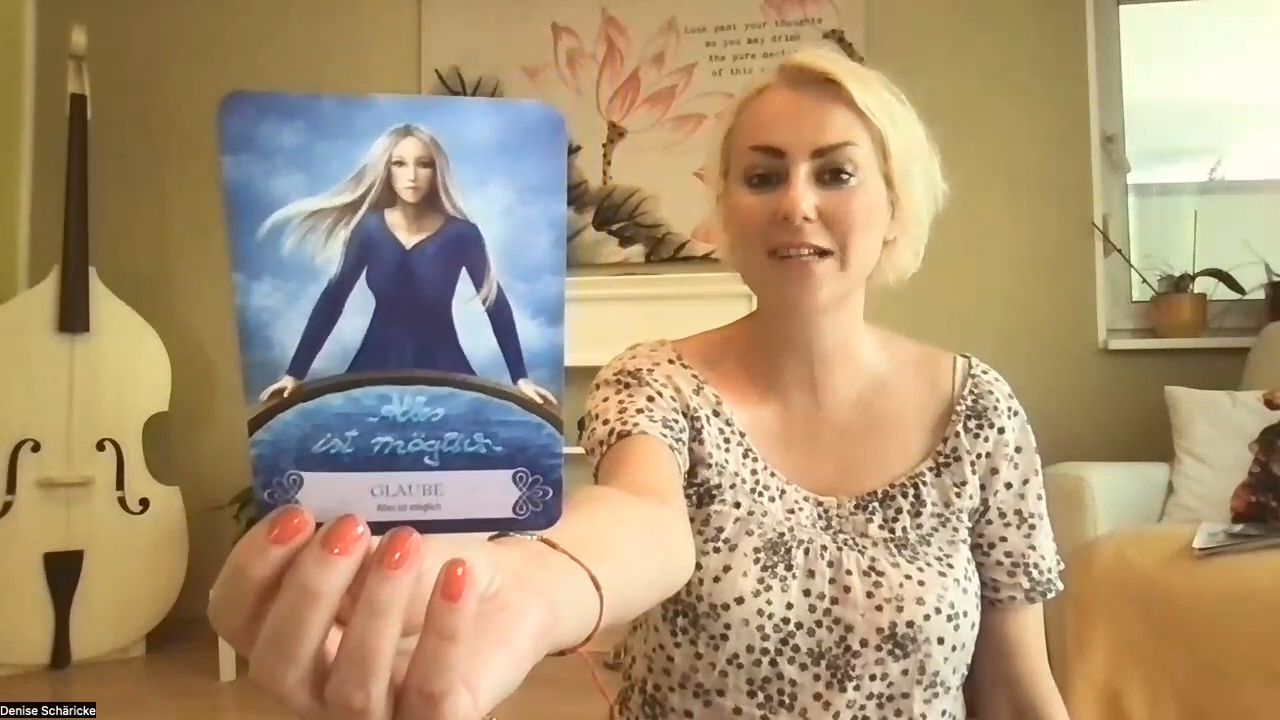 Look past your thoughts
so you may drink
the pure nectar
of this
Alles
ist möglich
GLAUBE
Alles ist möglich
Denise Schäricke